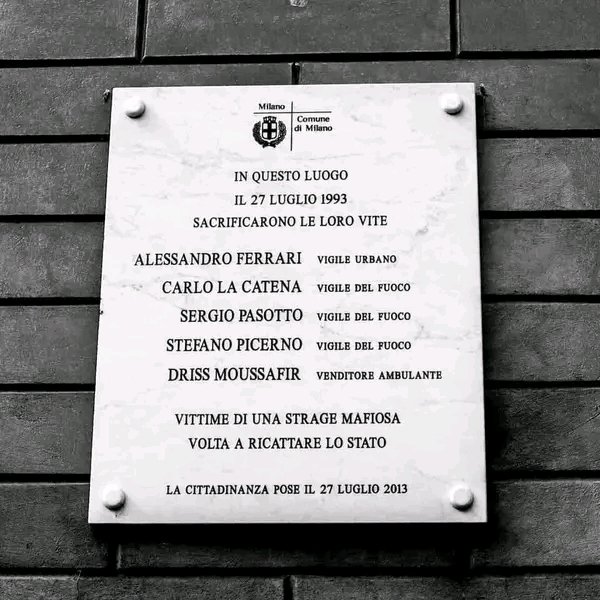 Milano
Comune
di Milano
IN QUESTO LUOGO
IL 27 LUGLIO 1993
SACRIFICARONO LE LORO VITE
ALESSANDRO FERRARI VIGILE URBANO
CARLO LA CATENA VIGILE DEL FUOCO
SERGIO PASOTTO VIGILE DEL FUOCO
STEFANO PICERNO VIGILE DEL FUOCO
DRISS MOUSSAFIR VENDITORE AMBULANTE
VITTIME DI UNA STRAGE MAFIOSA
VOLTA A RICATTARE LO STATO
LA CITTADINANZA POSE IL 27 LUGLIO 2013